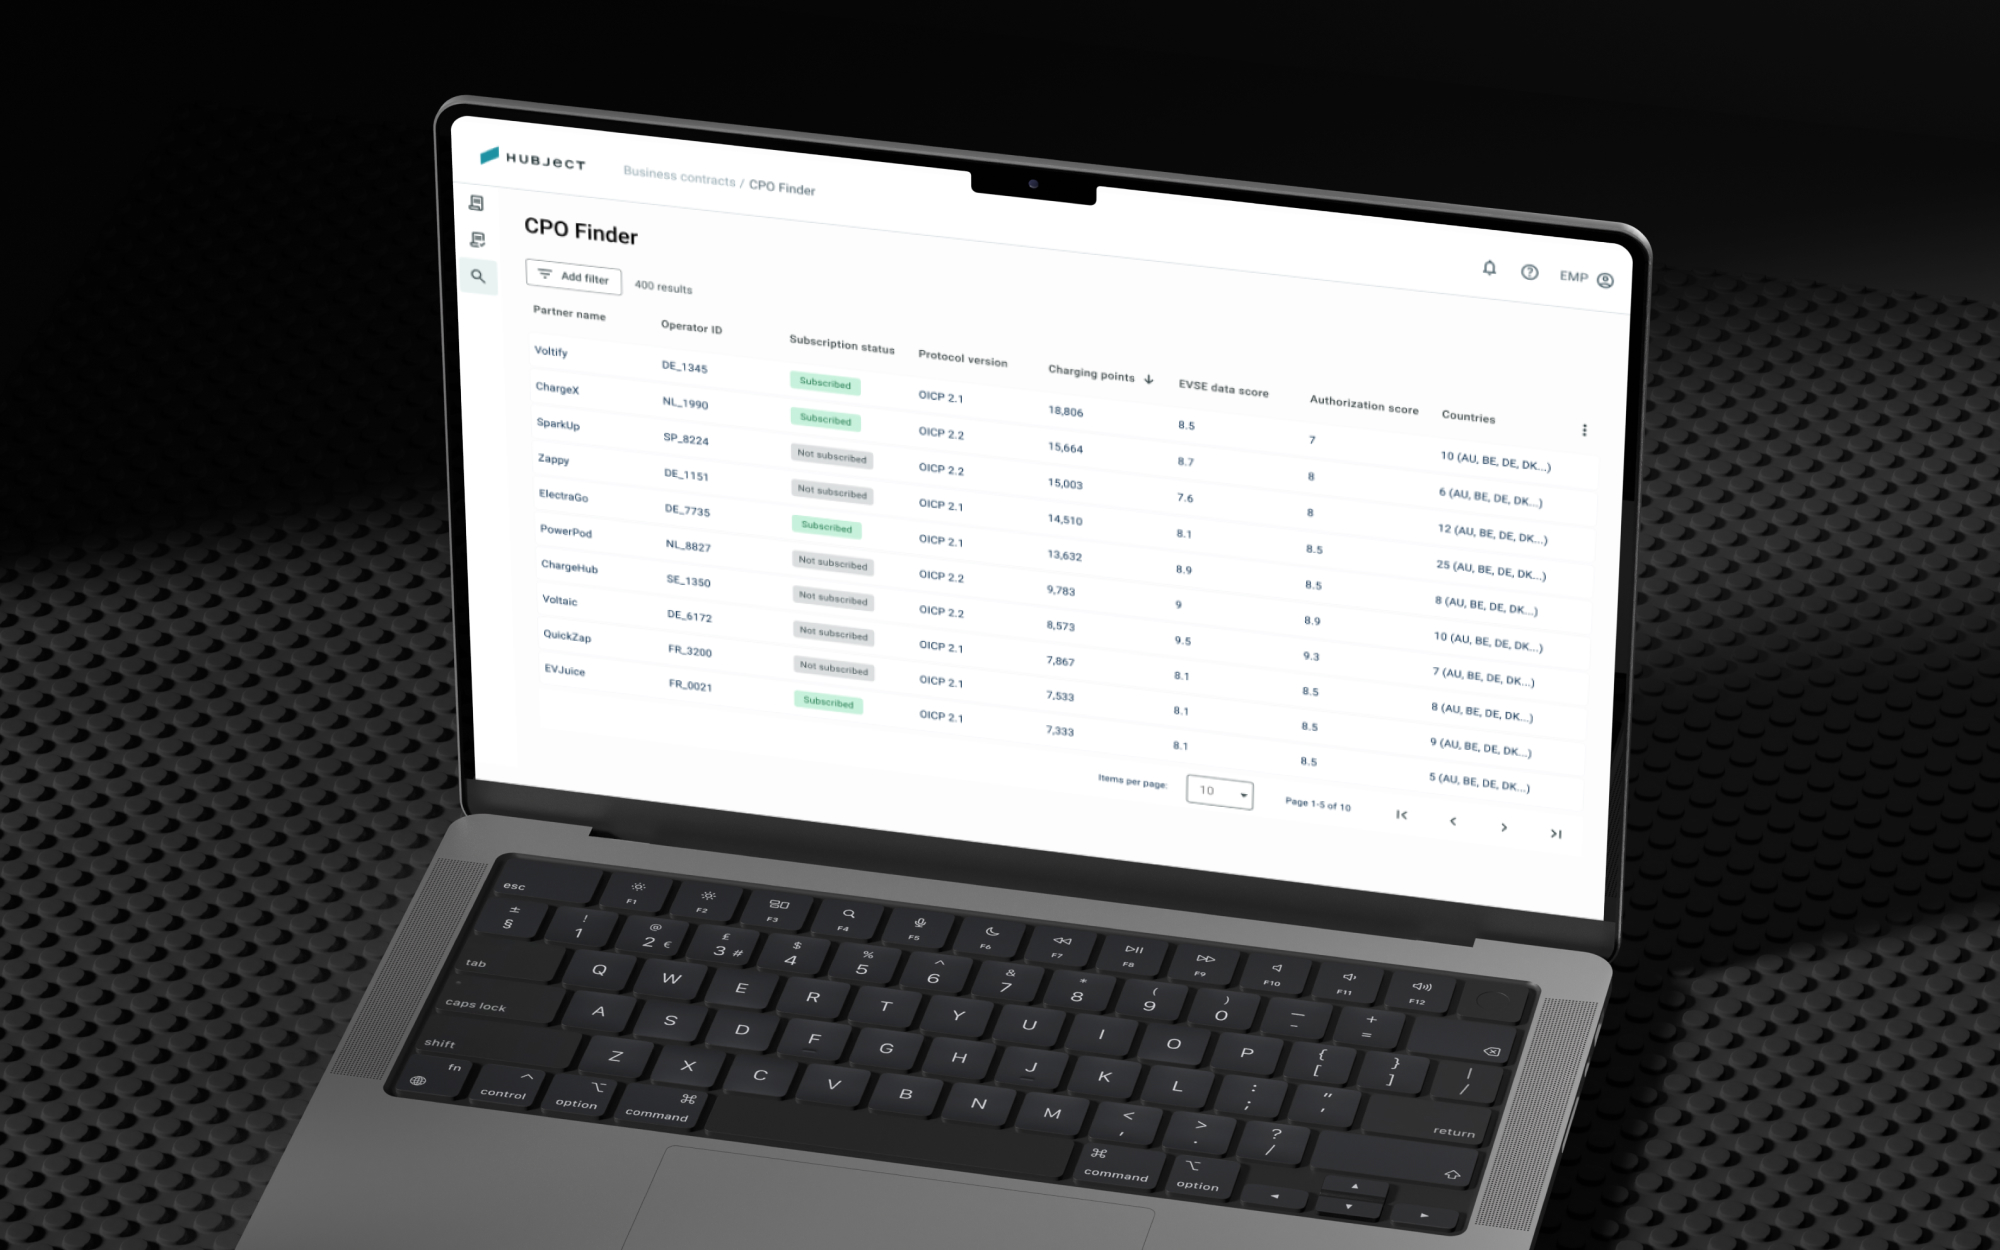 HUBJECT
Business contracts / CPO Finder
EMP
CPO Finder
Add filter
400 results
Partner name Operator ID Subscription status Protocol version Charging points EVSE data score Authorization score Countries
Voltify DE_1345 Subscribed OICP 2.1 18,806 8.5 7 10 (AU, BE, DE, DK...)
ChargeX NL_1990 Subscribed OICP 2.2 15,664 8.7 8 6 (AU, BE, DE, DK...)
SparkUp SP_8224 Not subscribed OICP 2.2 15,003 7.6 8 12 (AU, BE, DE, DK...)
Zappy DE_1151 Not subscribed OICP 2.1 14,510 8.1 8.5 25 (AU, BE, DE, DK...)
ElectraGo DE_7735 Subscribed OICP 2.1 13,632 8.9 8.5 8 (AU, BE, DE, DK...)
PowerPod NL_8827 Not subscribed OICP 2.2 9,783 9 8.9 10 (AU, BE, DE, DK...)
ChargeHub SE_1350 Not subscribed OICP 2.2 8,573 9.5 9.3 7 (AU, BE, DE, DK...)
Voltaic DE_6172 Not subscribed OICP 2.1 7,867 8.1 8.5 8 (AU, BE, DE, DK...)
QuickZap FR_3200 Not subscribed OICP 2.1 7,533 8.1 8.5 9 (AU, BE, DE, DK...)
EVJuice FR_0021 Subscribed OICP 2.1 7,333 8.1 8.5 5 (AU, BE, DE, DK...)
Items per page: 10 Page 1-5 of 10
esc F1 F2 F3 F4 F5 F6 F7 F8 F9 F10 F11 F12
± ! @ £ $ % ^ & * ( ) — +
§ 1 2 € 3 # 4 5 6 7 8 9 0 - =
tab Q W E R T Y U I O P { [ } ] | /
caps lock A S D F G H J K L : ; " , return
shift Z X C V B N M < , > . ? /
fn control option command command option